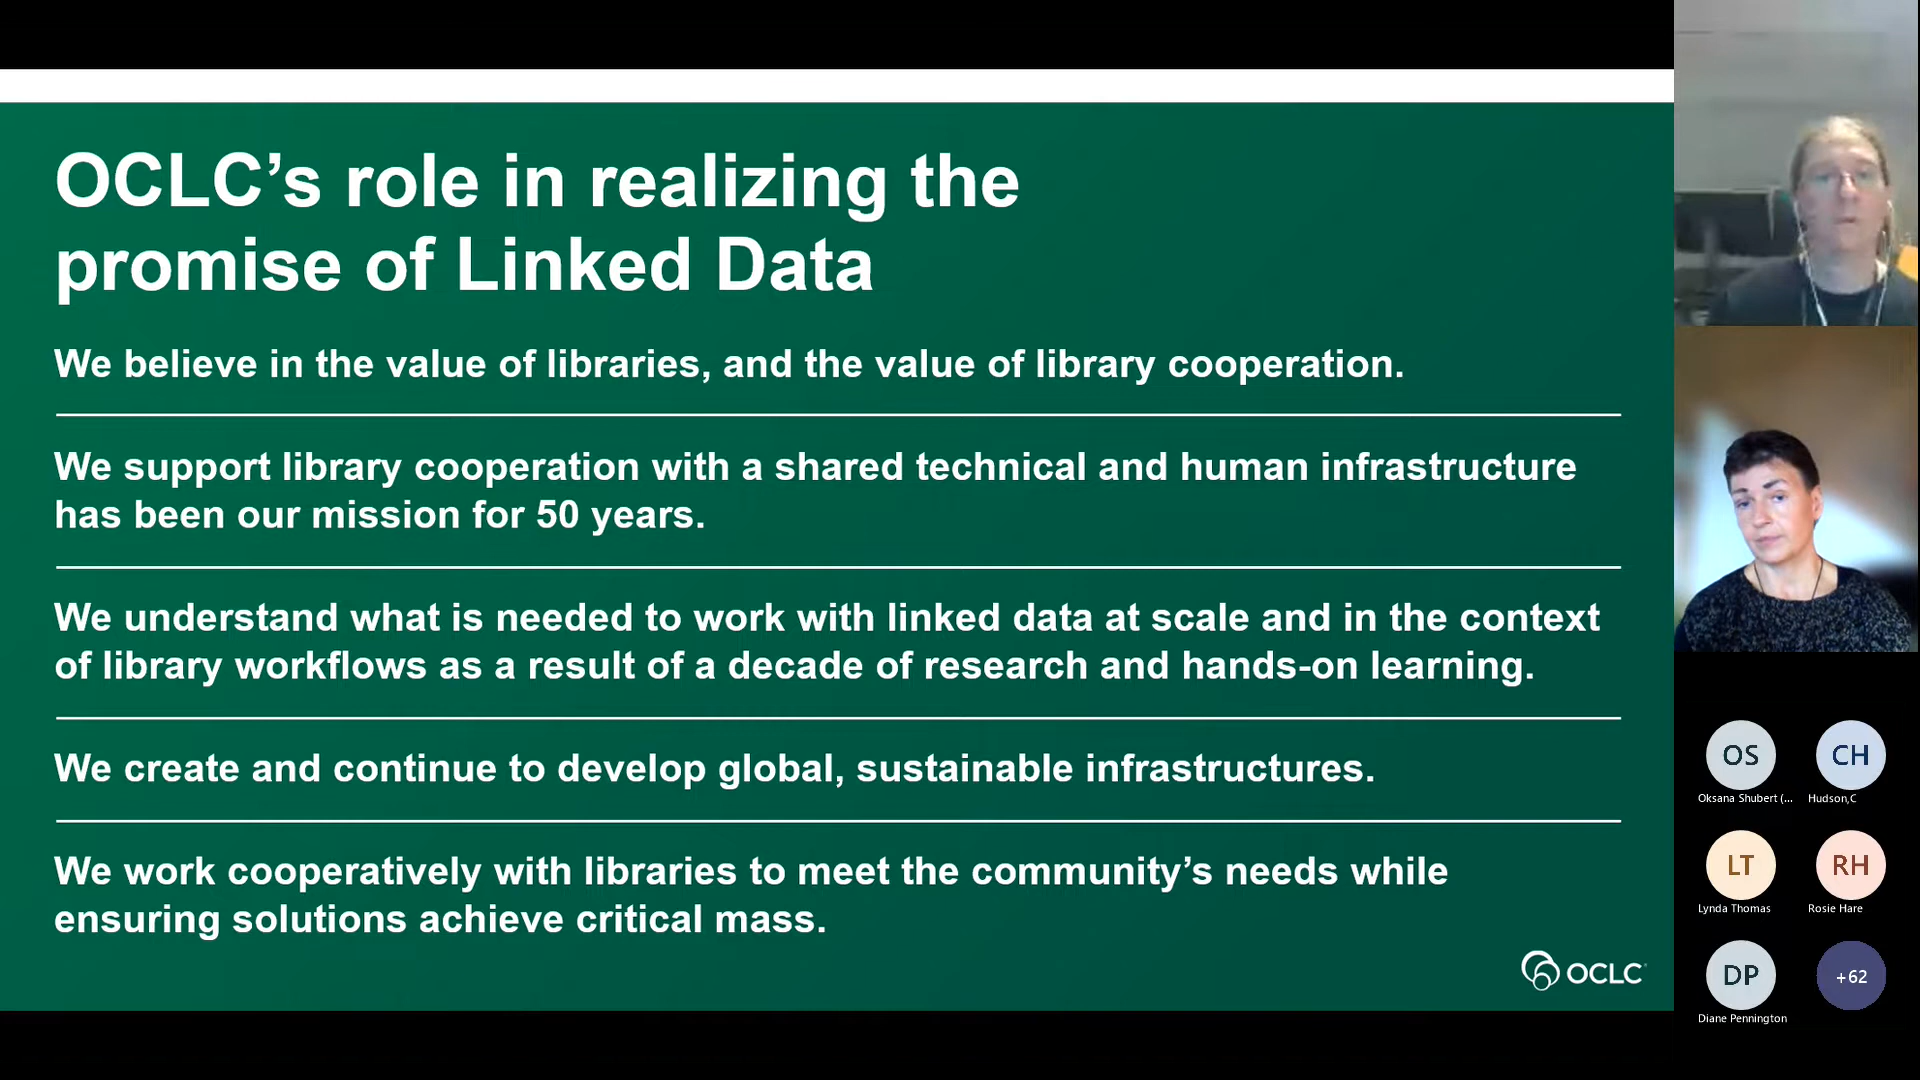 OCLC’s role in realizing the
promise of Linked Data
We believe in the value of libraries, and the value of library cooperation.
We support library cooperation with a shared technical and human infrastructure
has been our mission for 50 years.
We understand what is needed to work with linked data at scale and in the context
of library workflows as a result of a decade of research and hands-on learning.
We create and continue to develop global, sustainable infrastructures.
We work cooperatively with libraries to meet the community’s needs while
ensuring solutions achieve critical mass.
OCLC
OS
CH
Oksana Shubert (...
Hudson,C
LT
RH
Lynda Thomas
Rosie Hare
DP
+62
Diane Pennington